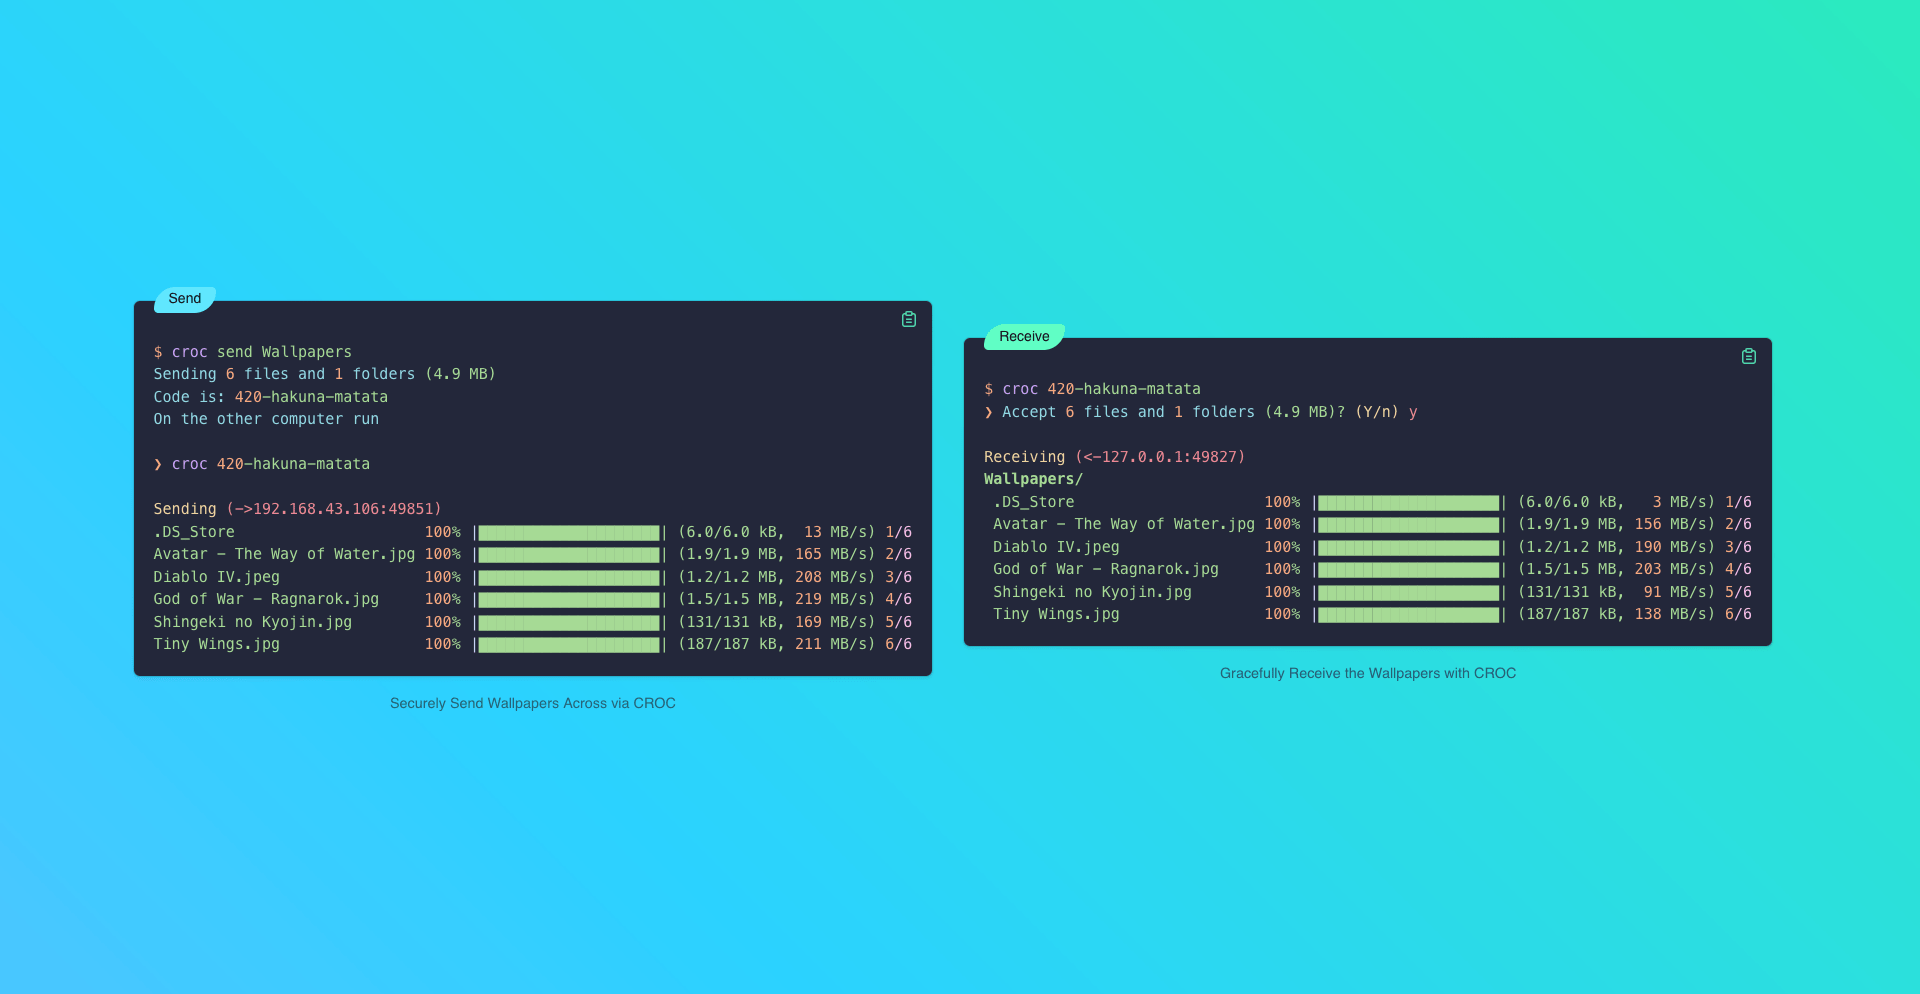 Send
$ croc send Wallpapers
Sending 6 files and 1 folders (4.9 MB)
Code is: 420-hakuna-matata
On the other computer run
❯ croc 420-hakuna-matata
Sending (->192.168.43.106:49851)
.DS_Store 100% |████████████████████| (6.0/6.0 kB, 13 MB/s) 1/6
Avatar - The Way of Water.jpg 100% |████████████████████| (1.9/1.9 MB, 165 MB/s) 2/6
Diablo IV.jpeg 100% |████████████████████| (1.2/1.2 MB, 208 MB/s) 3/6
God of War - Ragnarok.jpg 100% |████████████████████| (1.5/1.5 MB, 219 MB/s) 4/6
Shingeki no Kyojin.jpg 100% |████████████████████| (131/131 kB, 169 MB/s) 5/6
Tiny Wings.jpg 100% |████████████████████| (187/187 kB, 211 MB/s) 6/6
Securely Send Wallpapers Across via CROC
Receive
$ croc 420-hakuna-matata
❯ Accept 6 files and 1 folders (4.9 MB)? (Y/n) y
Receiving (<-127.0.0.1:49827)
Wallpapers/
.DS_Store 100% |████████████████████| (6.0/6.0 kB, 3 MB/s) 1/6
Avatar - The Way of Water.jpg 100% |████████████████████| (1.9/1.9 MB, 156 MB/s) 2/6
Diablo IV.jpeg 100% |████████████████████| (1.2/1.2 MB, 190 MB/s) 3/6
God of War - Ragnarok.jpg 100% |████████████████████| (1.5/1.5 MB, 203 MB/s) 4/6
Shingeki no Kyojin.jpg 100% |████████████████████| (131/131 kB, 91 MB/s) 5/6
Tiny Wings.jpg 100% |████████████████████| (187/187 kB, 138 MB/s) 6/6
Gracefully Receive the Wallpapers with CROC